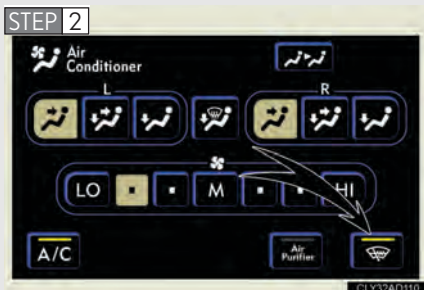 STEP 2
Air
Conditioner
L
R
LO
M
HI
A/C
Air
Purifier
CLY32AD110